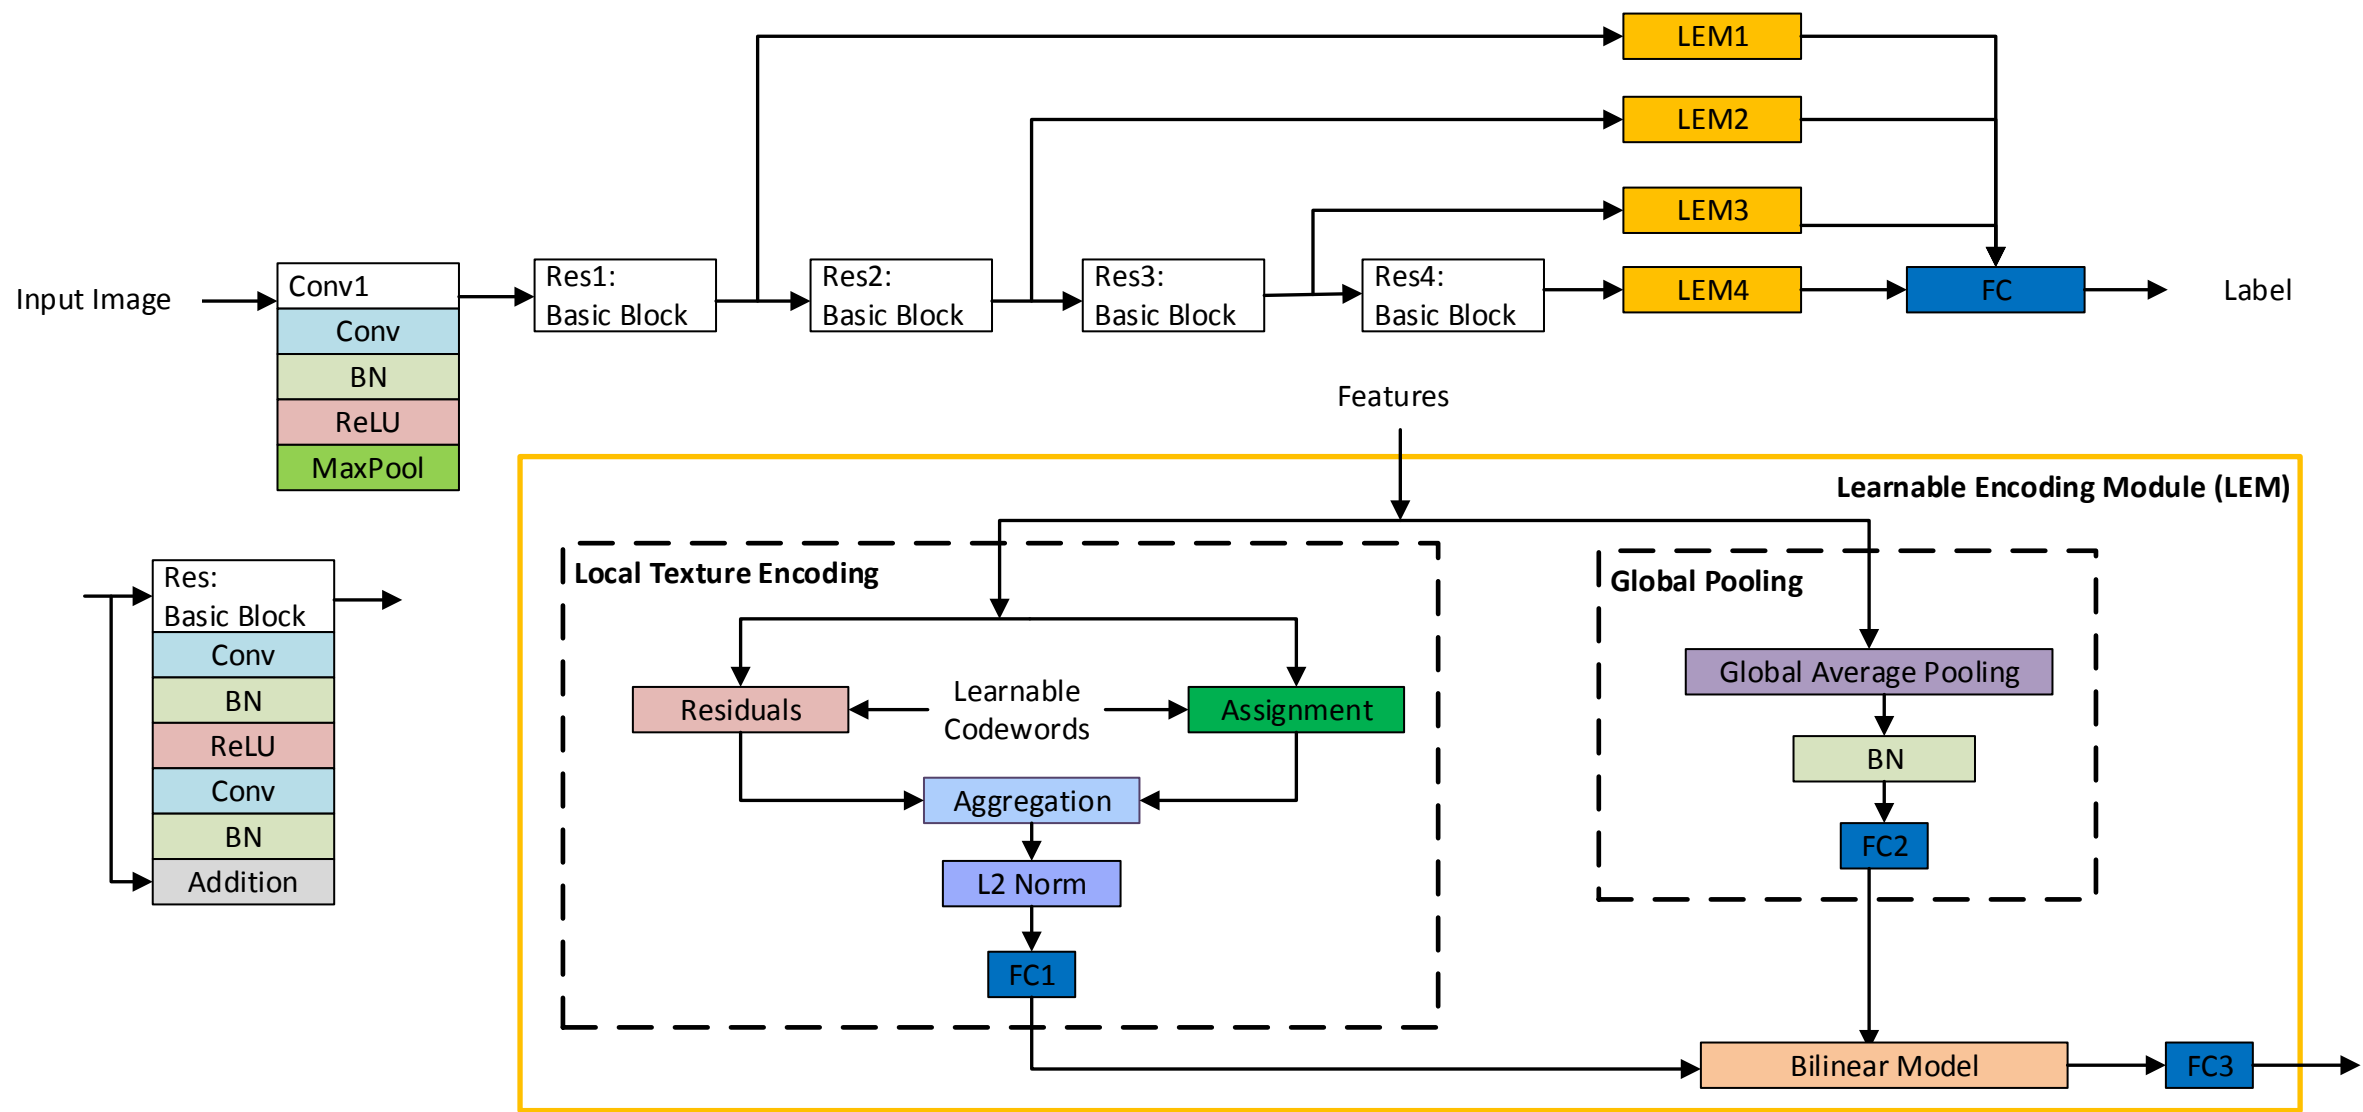 LEM1
LEM2
LEM3
Input Image
Conv1
Conv
BN
ReLU
MaxPool
Res1:
Basic Block
Res2:
Basic Block
Res3:
Basic Block
Res4:
Basic Block
LEM4
FC
Label
Features
Learnable Encoding Module (LEM)
Res:
Basic Block
Conv
BN
ReLU
Conv
BN
Addition
Local Texture Encoding
Residuals
Learnable
Codewords
Assignment
Aggregation
L2 Norm
FC1
Global Pooling
Global Average Pooling
BN
FC2
Bilinear Model
FC3